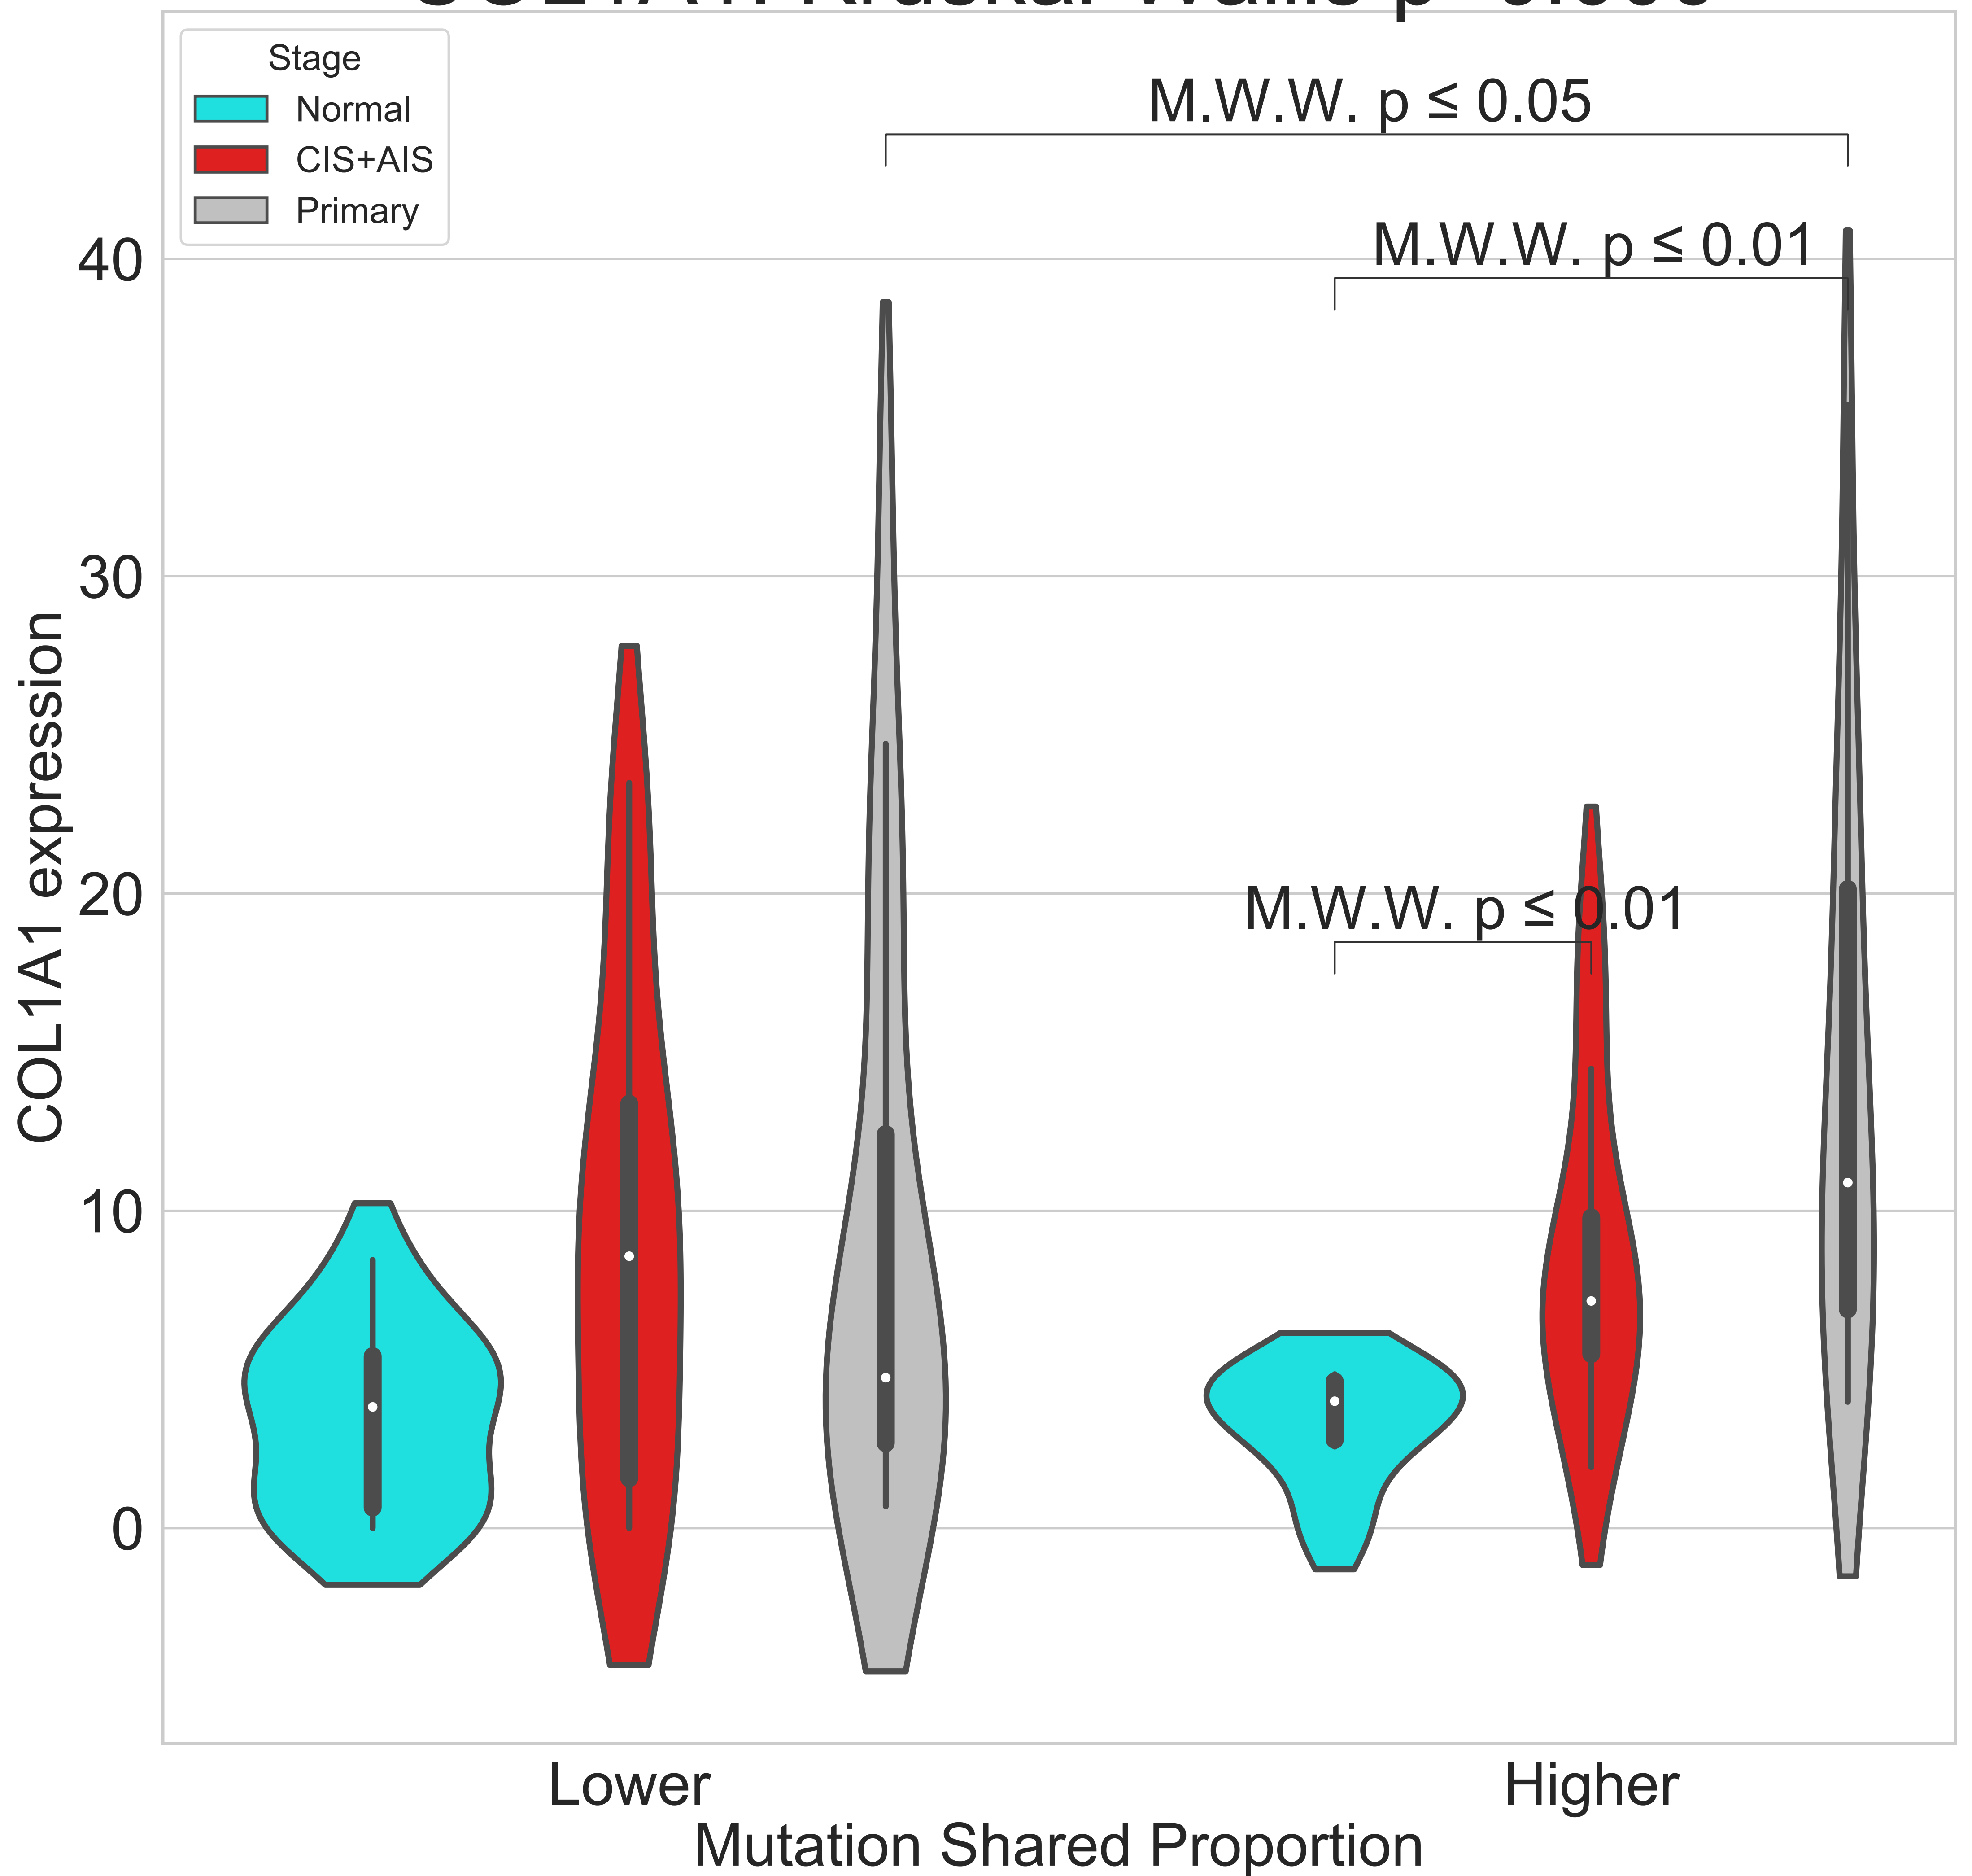 Stage
Normal
CIS+AIS
Primary
M.W.W. p ≤ 0.05
M.W.W. p ≤ 0.01
M.W.W. p ≤ 0.01
40
30
20
10
0
COL1A1 expression
Lower
Higher
Mutation Shared Proportion